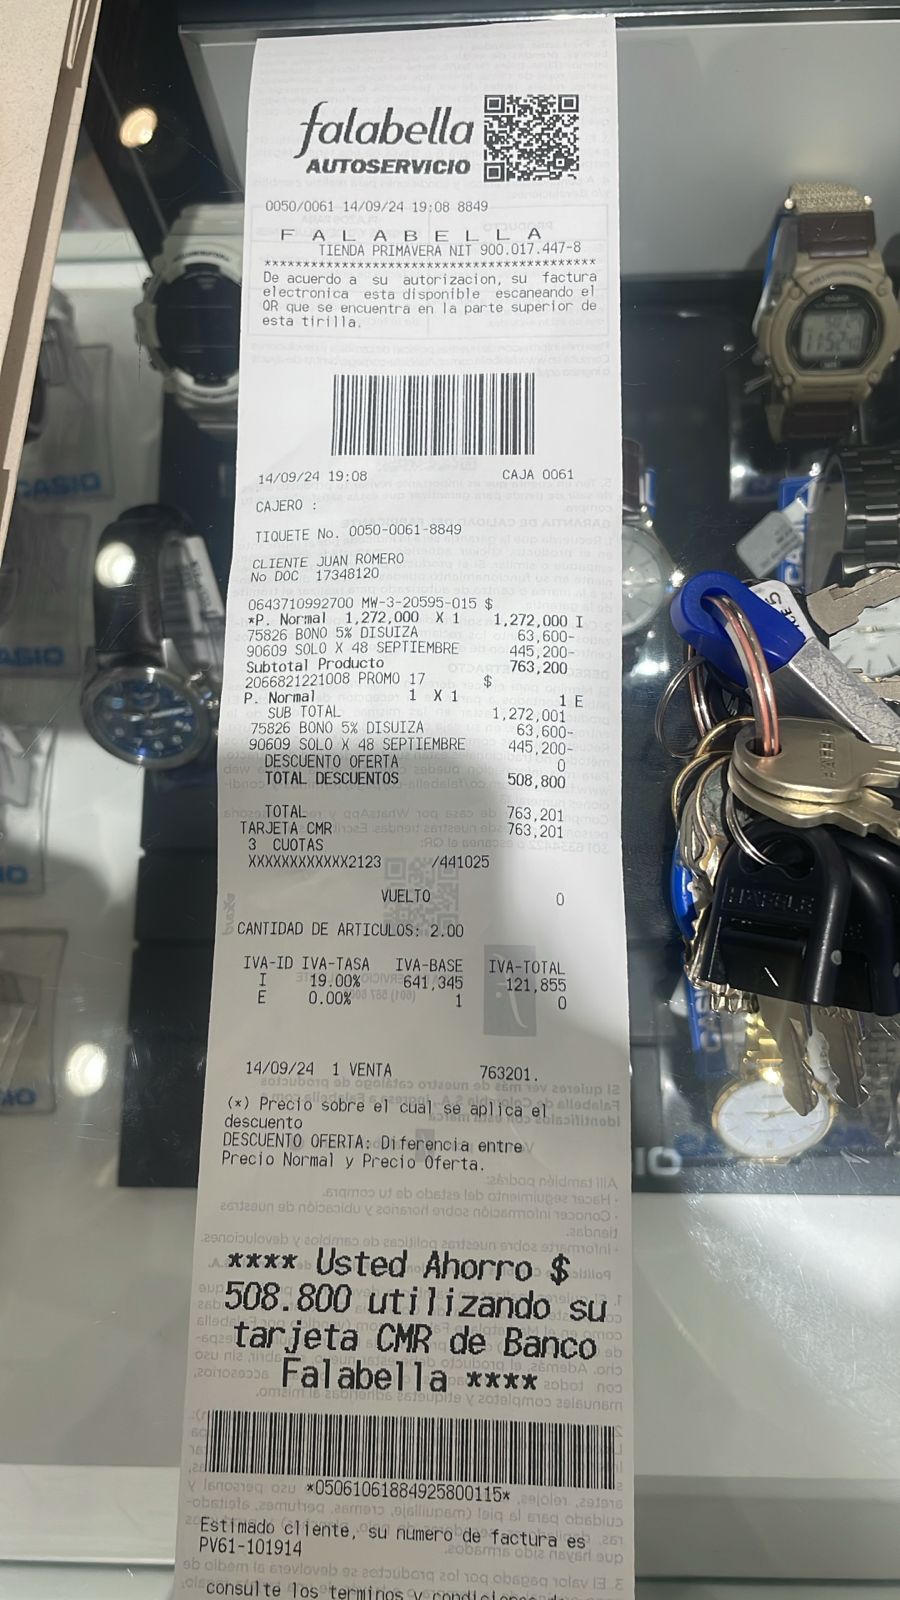 falabella
AUTOSERVICIO
0050/0061 14/09/24 19:08 8849
F A L A B E L L A
TIENDA PRIMAVERA NIT 900.017.447-8
******************************************
De acuerdo a su autorizacion, su factura
electronica esta disponible escaneando el
QR que se encuentra en la parte superior de
esta tirilla.
14/09/24 19:08 CAJA 0061
CAJERO :
TIQUETE No. 0050-0061-8849
CLIENTE JUAN ROMERO
No DOC 17348120
0643710992700 MW-3-20595-015 $
*P. Normal 1,272,000 X 1 1,272,000 I
75826 BONO 5% DISUIZA 63,600-
90609 SOLO X 48 SEPTIEMBRE 445,200-
Subtotal Producto 763,200
2066821221008 PROMO 17 $
P. Normal 1 X 1 1 E
SUB TOTAL 1,272,001
75826 BONO 5% DISUIZA 63,600-
90609 SOLO X 48 SEPTIEMBRE 445,200-
DESCUENTO OFERTA 0
TOTAL DESCUENTOS 508,800
TOTAL 763,201
TARJETA CMR 763,201
3 CUOTAS
XXXXXXXXXXXX2123 /441025
VUELTO 0
CANTIDAD DE ARTICULOS: 2.00
IVA-ID IVA-TASA IVA-BASE IVA-TOTAL
I 19.00% 641,345 121,855
E 0.00% 1 0
14/09/24 1 VENTA 763201.
(*) Precio sobre el cual se aplica el
descuento
DESCUENTO OFERTA: Diferencia entre
Precio Normal y Precio Oferta.
**** Usted Ahorro $
508.800 utilizando su
tarjeta CMR de Banco
Falabella ****
*05061061884925800115*
Estimado cliente, su numero de factura es
PV61-101914
consulte los terminos y condiciones de
CASIO
HAFELE